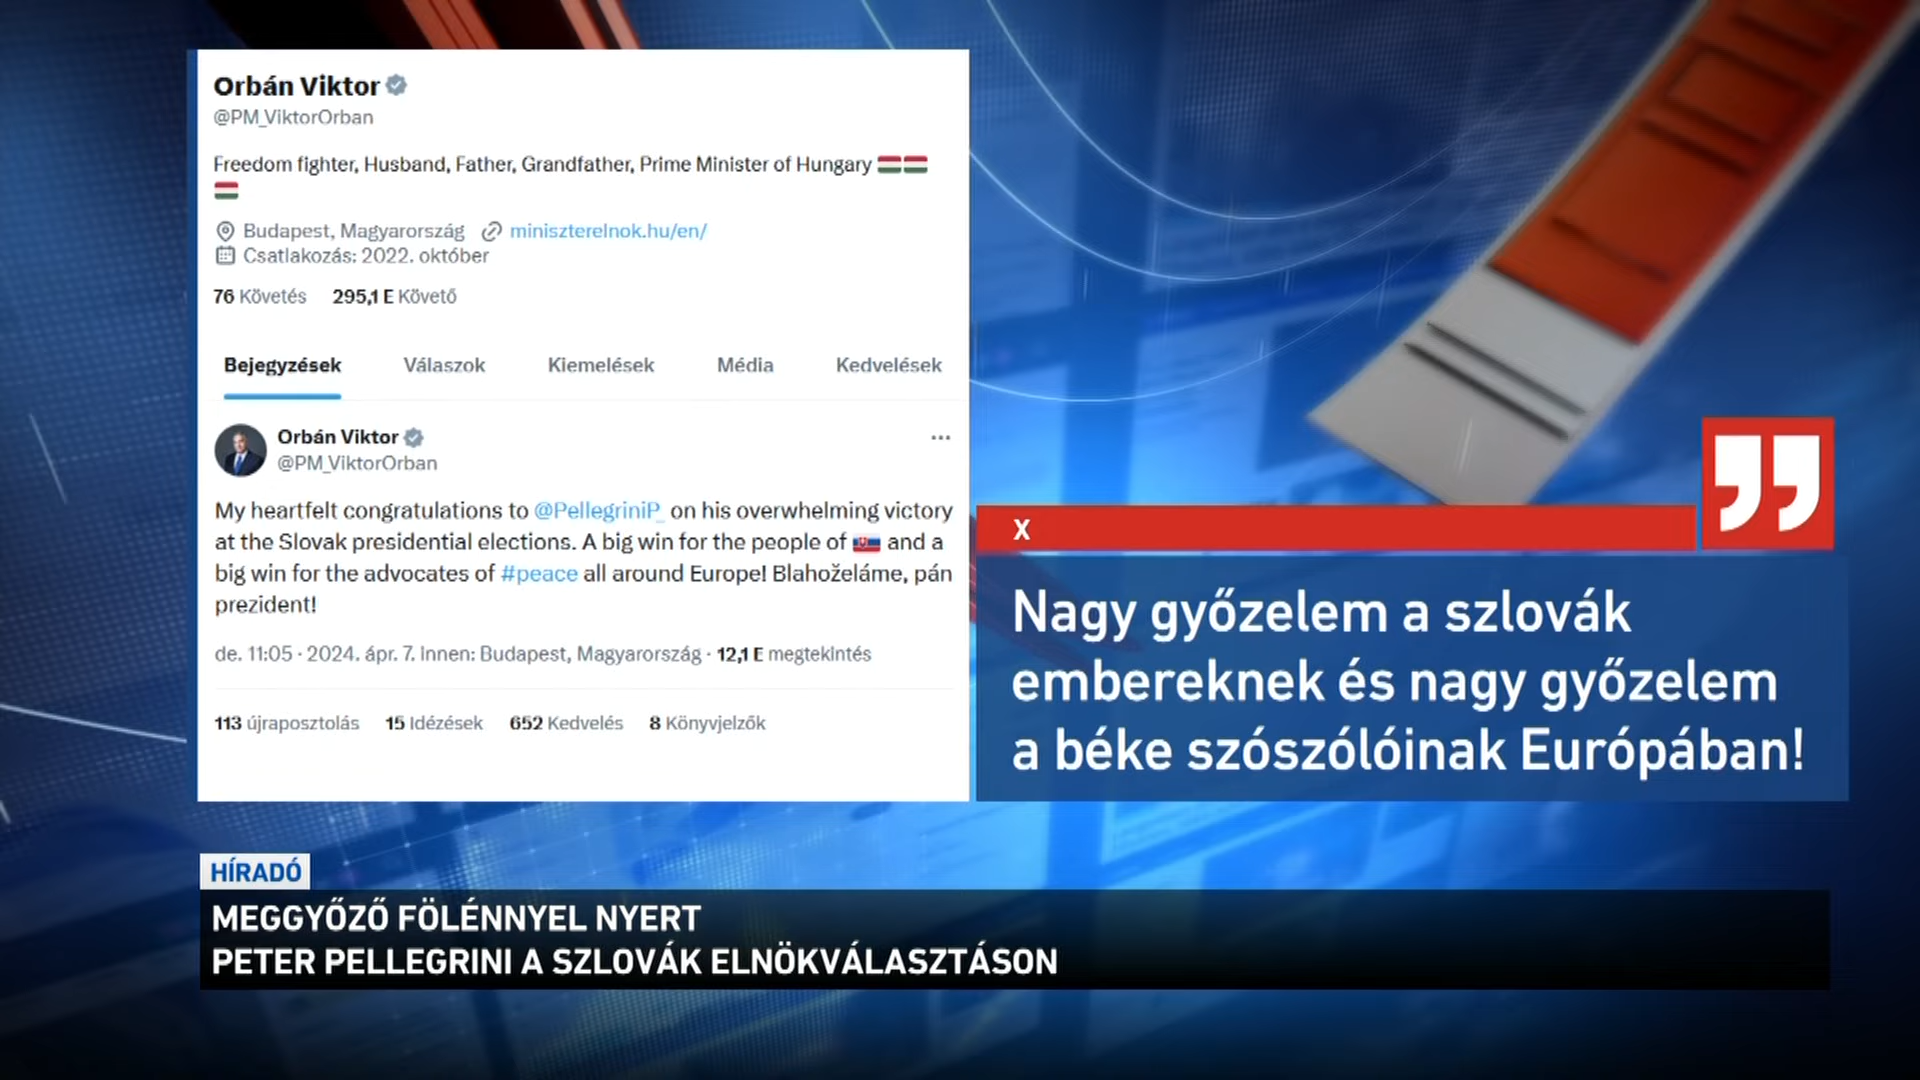 Orbán Viktor
@PM_ViktorOrban
Freedom fighter, Husband, Father, Grandfather, Prime Minister of Hungary
Budapest, Magyarország miniszterelnok.hu/en/
Csatlakozás: 2022. október
76 Követés 295,1 E Követő
Bejegyzések Válaszok Kiemelések Média Kedvelések
Orbán Viktor
@PM_ViktorOrban
My heartfelt congratulations to @PellegriniP_ on his overwhelming victory
at the Slovak presidential elections. A big win for the people of 🇸🇰 and a
big win for the advocates of #peace all around Europe! Blahoželáme, pán
prezident!
de. 11:05 · 2024. ápr. 7. Innen: Budapest, Magyarország · 12,1 E megtekintés
113 újraposztolás 15 Idézések 652 Kedvelés 8 Könyvjelzők
X
Nagy győzelem a szlovák
embereknek és nagy győzelem
a béke szószólóinak Európában!
HÍRADÓ
MEGGYŐZŐ FÖLÉNNYEL NYERT
PETER PELLEGRINI A SZLOVÁK ELNÖKVÁLASZTÁSON